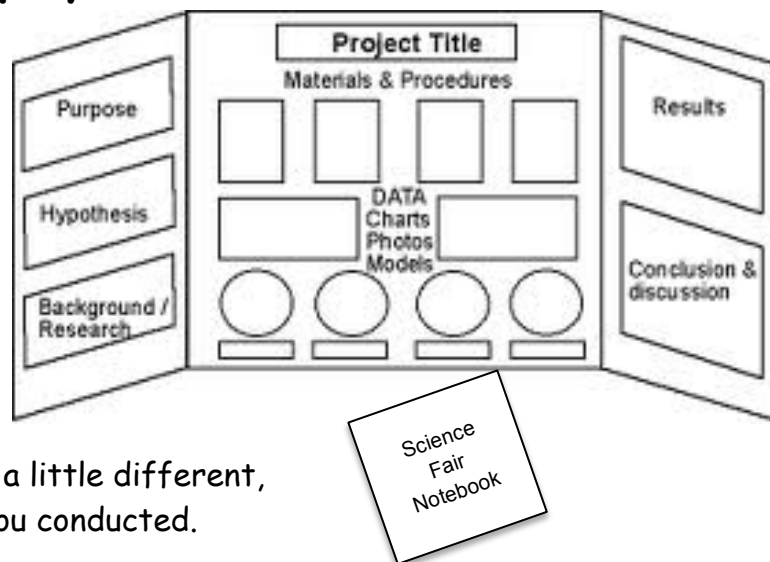 Project Title
Materials & Procedures
Purpose
Hypothesis
Background /
Research
DATA
Charts
Photos
Models
Results
Conclusion &
discussion
Science
Fair
Notebook
a little different,
ou conducted.